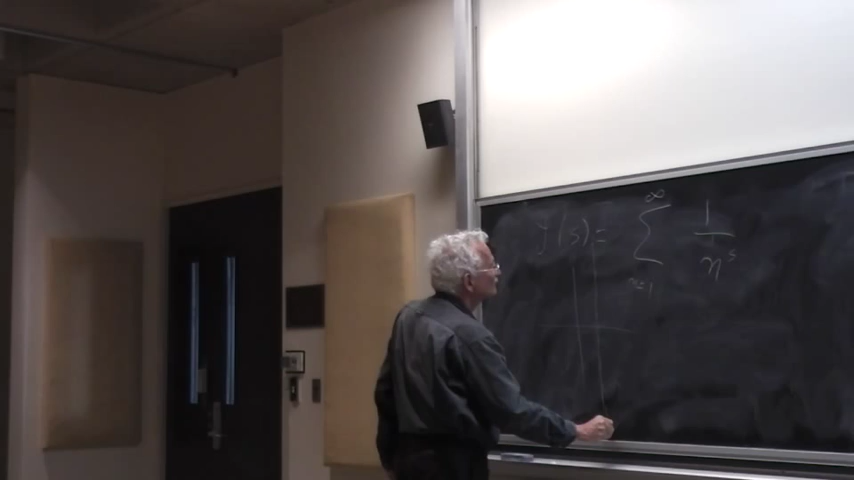 ζ(s) = ∑_{n=1}^{∞} 1/n^s